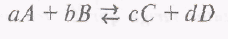 aA + bB ⇄ cC + dD